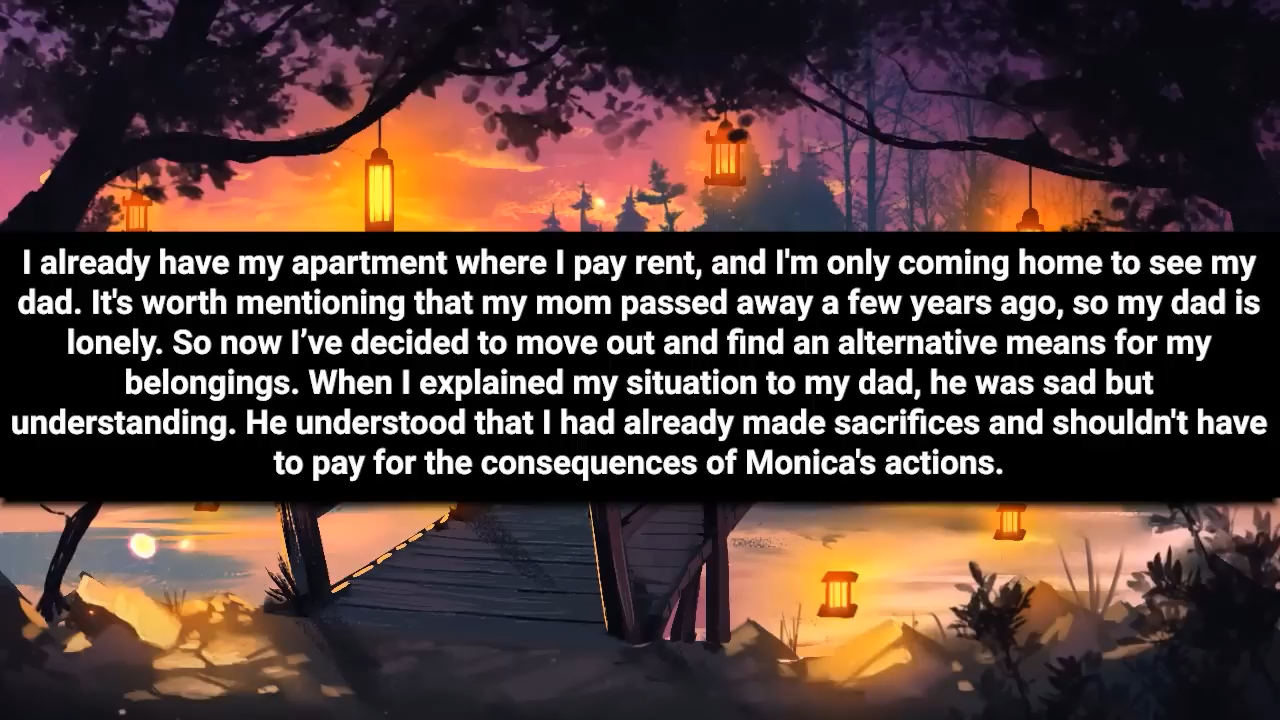 I already have my apartment where I pay rent, and I'm only coming home to see my
dad. It's worth mentioning that my mom passed away a few years ago, so my dad is
lonely. So now I’ve decided to move out and find an alternative means for my
belongings. When I explained my situation to my dad, he was sad but
understanding. He understood that I had already made sacrifices and shouldn't have
to pay for the consequences of Monica's actions.